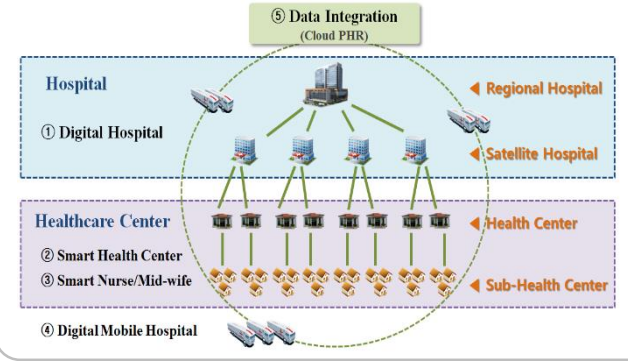 ⑤ Data Integration
(Cloud PHR)
Hospital
◀ Regional Hospital
① Digital Hospital
◀ Satellite Hospital
Healthcare Center
◀ Health Center
② Smart Health Center
③ Smart Nurse/Mid-wife
◀ Sub-Health Center
④ Digital Mobile Hospital